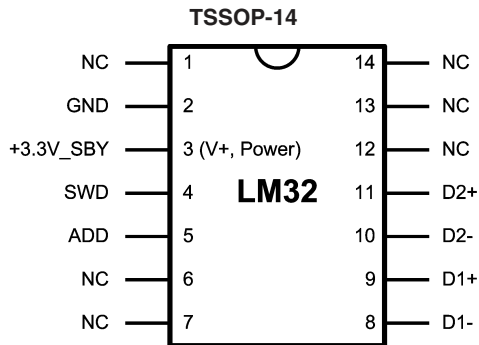 TSSOP-14
NC 1 14 NC
GND 2 13 NC
+3.3V_SBY 3 (V+, Power) 12 NC
LM32
SWD 4 11 D2+
ADD 5 10 D2-
NC 6 9 D1+
NC 7 8 D1-